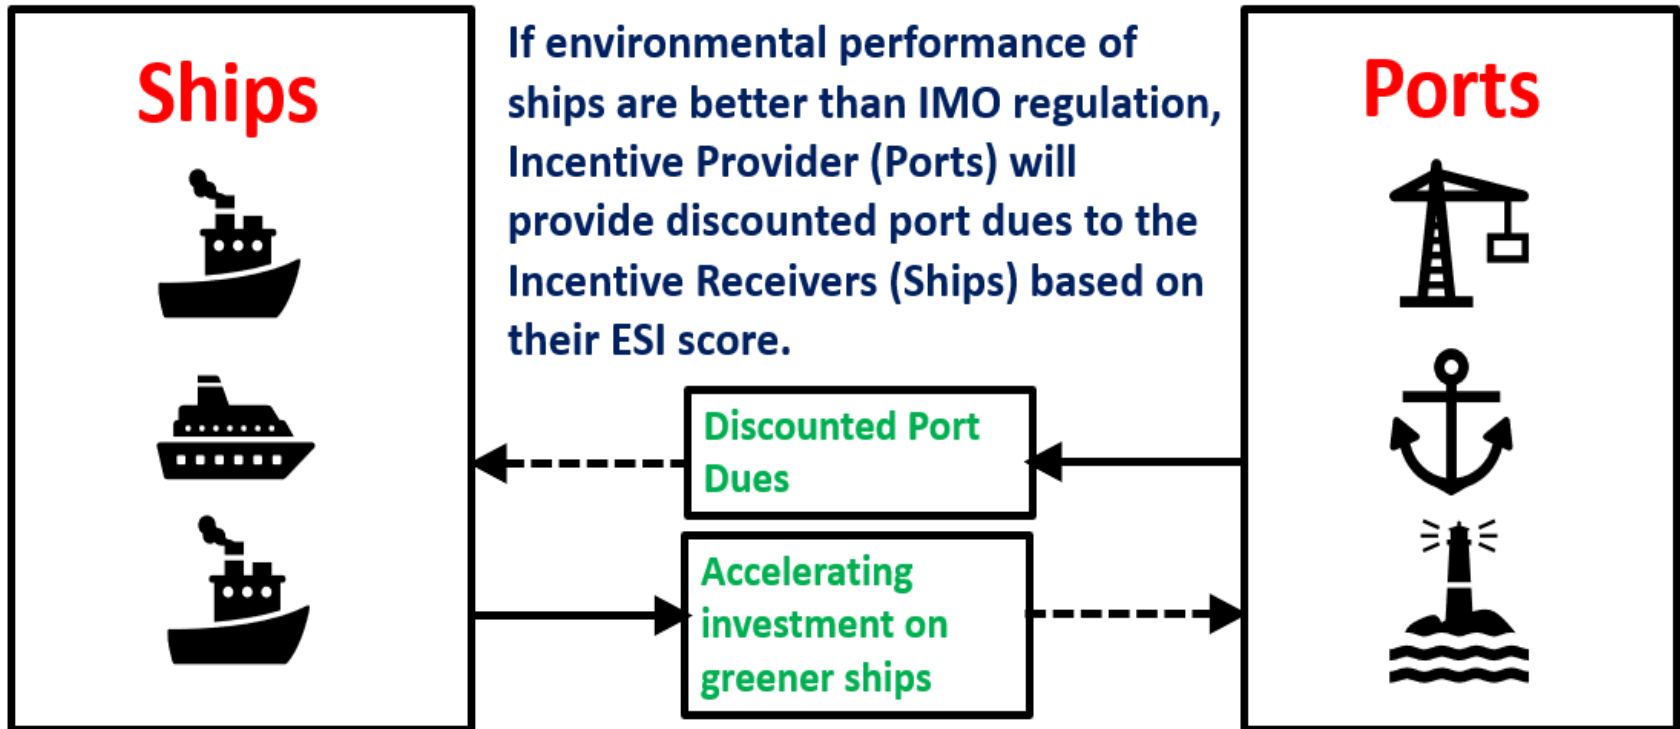 Ships
If environmental performance of
ships are better than IMO regulation,
Incentive Provider (Ports) will
provide discounted port dues to the
Incentive Receivers (Ships) based on
their ESI score.
Ports
Discounted Port
Dues
Accelerating
investment on
greener ships